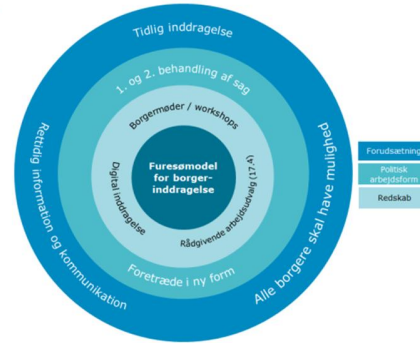 Tidlig inddragelse
1. og 2. behandling af sag
Borgermøder / workshops
Rettidig information og kommunikation
Digital inddragelse
Furesømodel
for borger-
inddragelse
Rådgivende arbejdsudvalg (17,4)
Alle borgere skal have mulighed
Foretræde i ny form
Forudsætning
Politisk
arbejdsform
Redskab